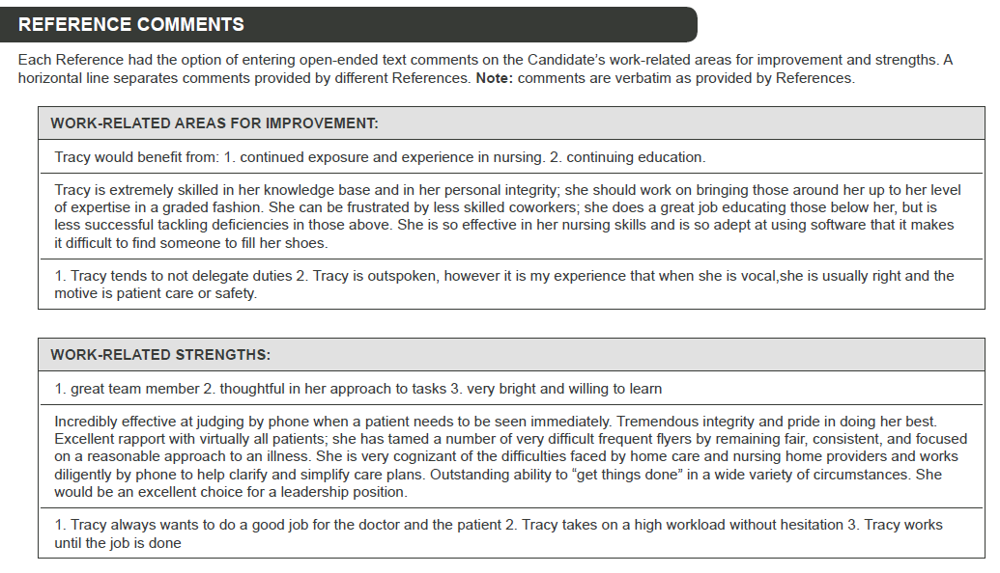 REFERENCE COMMENTS
Each Reference had the option of entering open-ended text comments on the Candidate's work-related areas for improvement and strengths. A
horizontal line separates comments provided by different References. Note: comments are verbatim as provided by References.
WORK-RELATED AREAS FOR IMPROVEMENT:
Tracy would benefit from: 1. continued exposure and experience in nursing. 2. continuing education.
Tracy is extremely skilled in her knowledge base and in her personal integrity; she should work on bringing those around her up to her level
of expertise in a graded fashion. She can be frustrated by less skilled coworkers; she does a great job educating those below her, but is
less successful tackling deficiencies in those above. She is so effective in her nursing skills and is so adept at using software that it makes
it difficult to find someone to fill her shoes.
1. Tracy tends to not delegate duties 2. Tracy is outspoken, however it is my experience that when she is vocal,she is usually right and the
motive is patient care or safety.
WORK-RELATED STRENGTHS:
1. great team member 2. thoughtful in her approach to tasks 3. very bright and willing to learn
Incredibly effective at judging by phone when a patient needs to be seen immediately. Tremendous integrity and pride in doing her best.
Excellent rapport with virtually all patients; she has tamed a number of very difficult frequent flyers by remaining fair, consistent, and focused
on a reasonable approach to an illness. She is very cognizant of the difficulties faced by home care and nursing home providers and works
diligently by phone to help clarify and simplify care plans. Outstanding ability to “get things done” in a wide variety of circumstances. She
would be an excellent choice for a leadership position.
1. Tracy always wants to do a good job for the doctor and the patient 2. Tracy takes on a high workload without hesitation 3. Tracy works
until the job is done